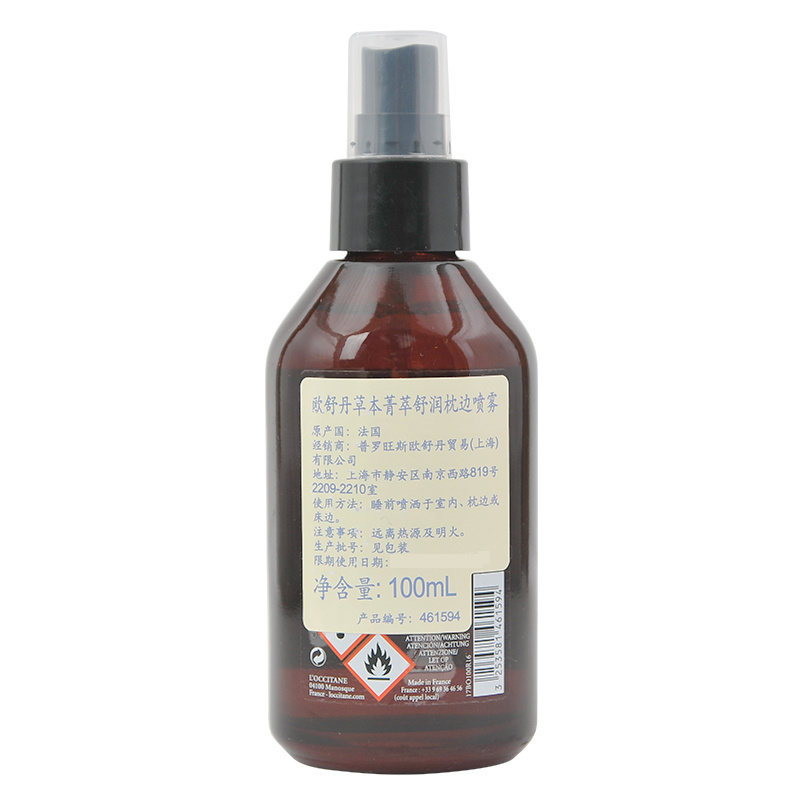 欧舒丹草本菁萃舒润枕边喷雾
原产国：法国
经销商：普罗旺斯欧舒丹贸易(上海)
有限公司
地址：上海市静安区南京西路819号
2209-2210室
使用方法：睡前喷洒于室内、枕边或
床边。
注意事项：远离热源及明火。
生产批号：见包装
限期使用日期：
净含量: 100mL
产品编号：461594
ATTENTION/WARNING
ATENCIÓN/ACHTUNG
ATTENZIONE/
LET OP
ATENÇÃO
L'OCCITANE
04100 Manosque
France - loccitane.com
Made in France
France : +33 9 69 36 46 56
(coût appel local)
17BO100R16
3 253581 461594